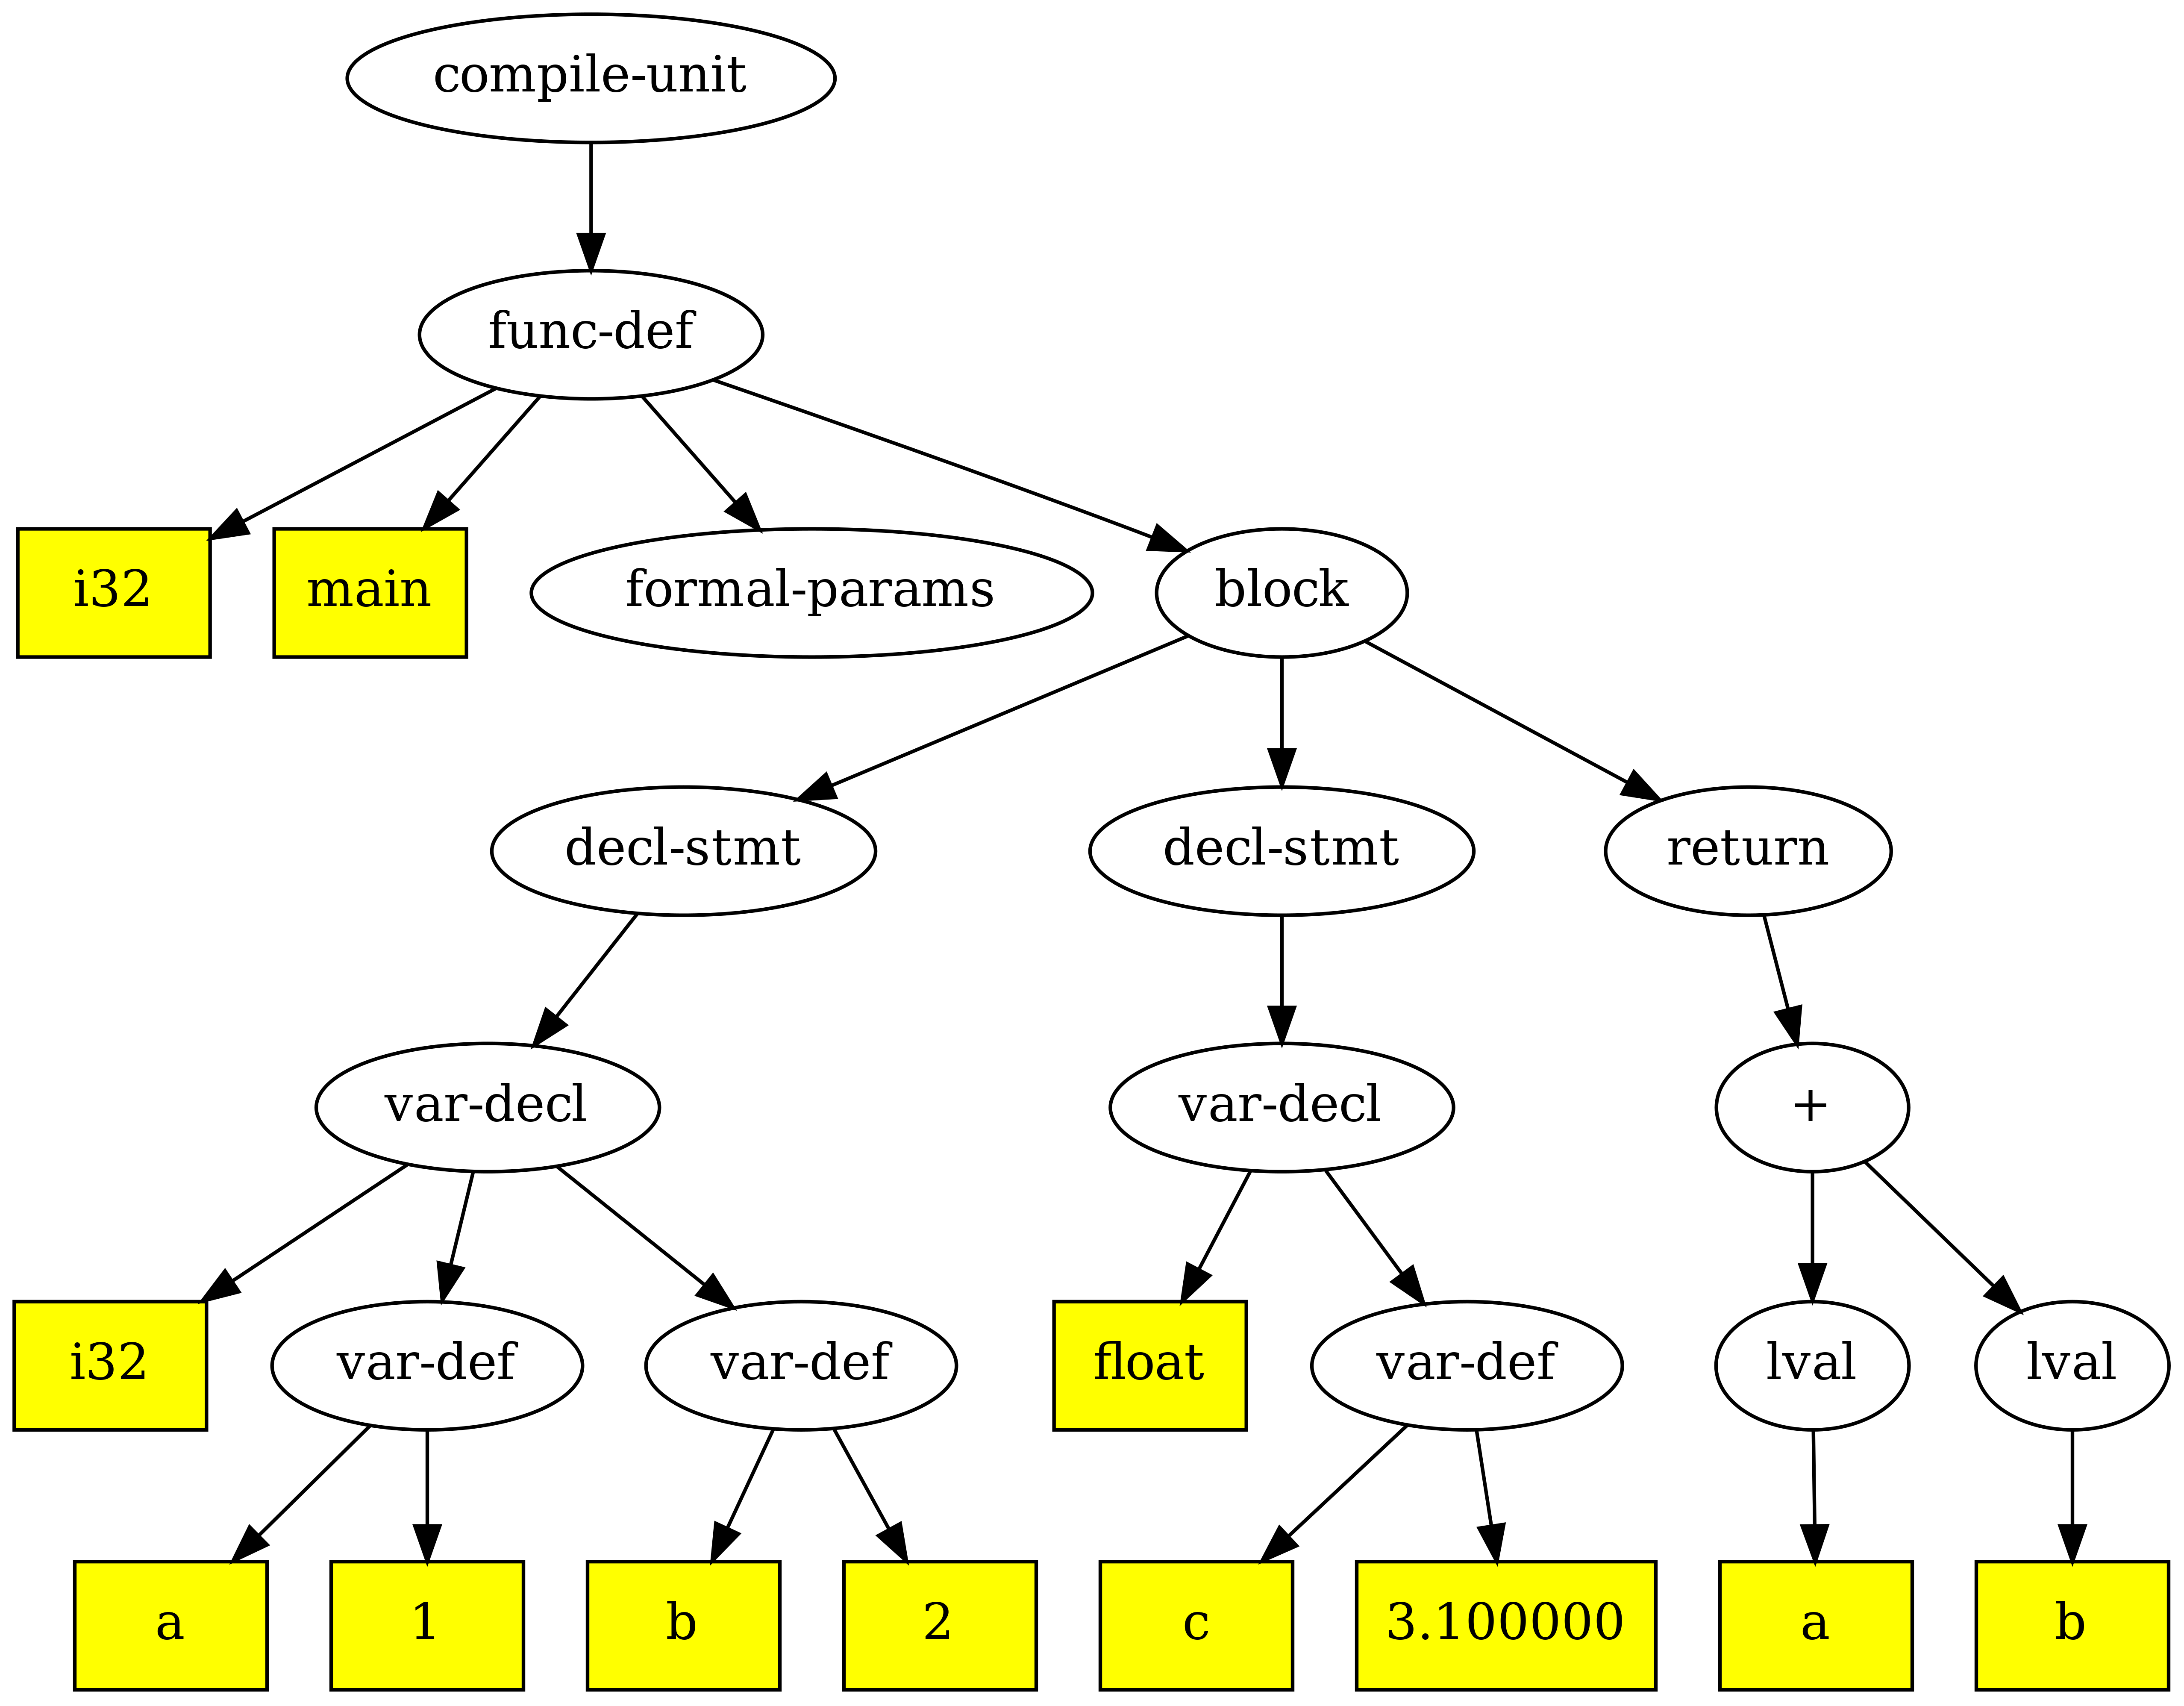 compile-unit
func-def
i32
main
formal-params
block
decl-stmt
decl-stmt
return
var-decl
var-decl
+
i32
var-def
var-def
float
var-def
lval
lval
a
1
b
2
c
3.100000
a
b